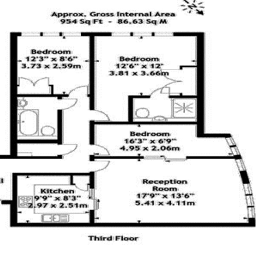 Approx. Gross Internal Area
954 Sq Ft - 86.63 Sq M
Bedroom
12'3" x 8'6"
3.73 x 2.59m
Bedroom
12'6" x 12'
3.81 x 3.66m
Bedroom
16'3" x 6'9"
4.95 x 2.06m
Kitchen
9'9" x 8'3"
2.97 x 2.51m
Reception
Room
17'9" x 13'6"
5.41 x 4.11m
Third Floor